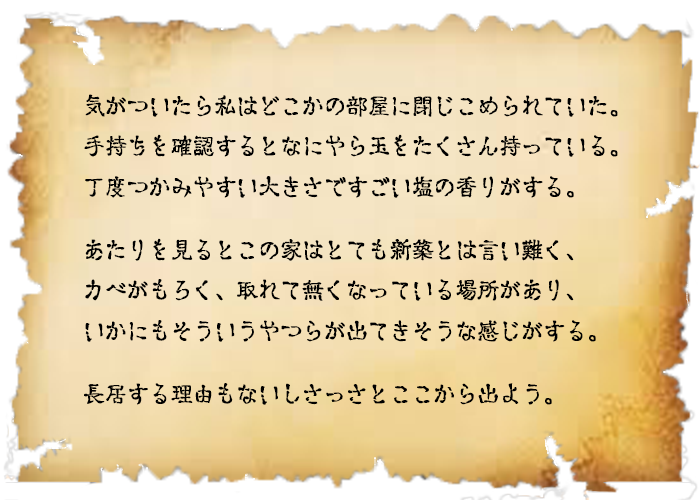 気がついたら私はどこかの部屋に閉じこめられていた。
手持ちを確認するとなにやら玉をたくさん持っている。
丁度つかみやすい大きさですごい塩の香りがする。
あたりを見るとこの家はとても新築とは言い難く、
カベがもろく、取れて無くなっている場所があり、
いかにもそういうやつらが出てきそうな感じがする。
長居する理由もないしさっさとここから出よう。